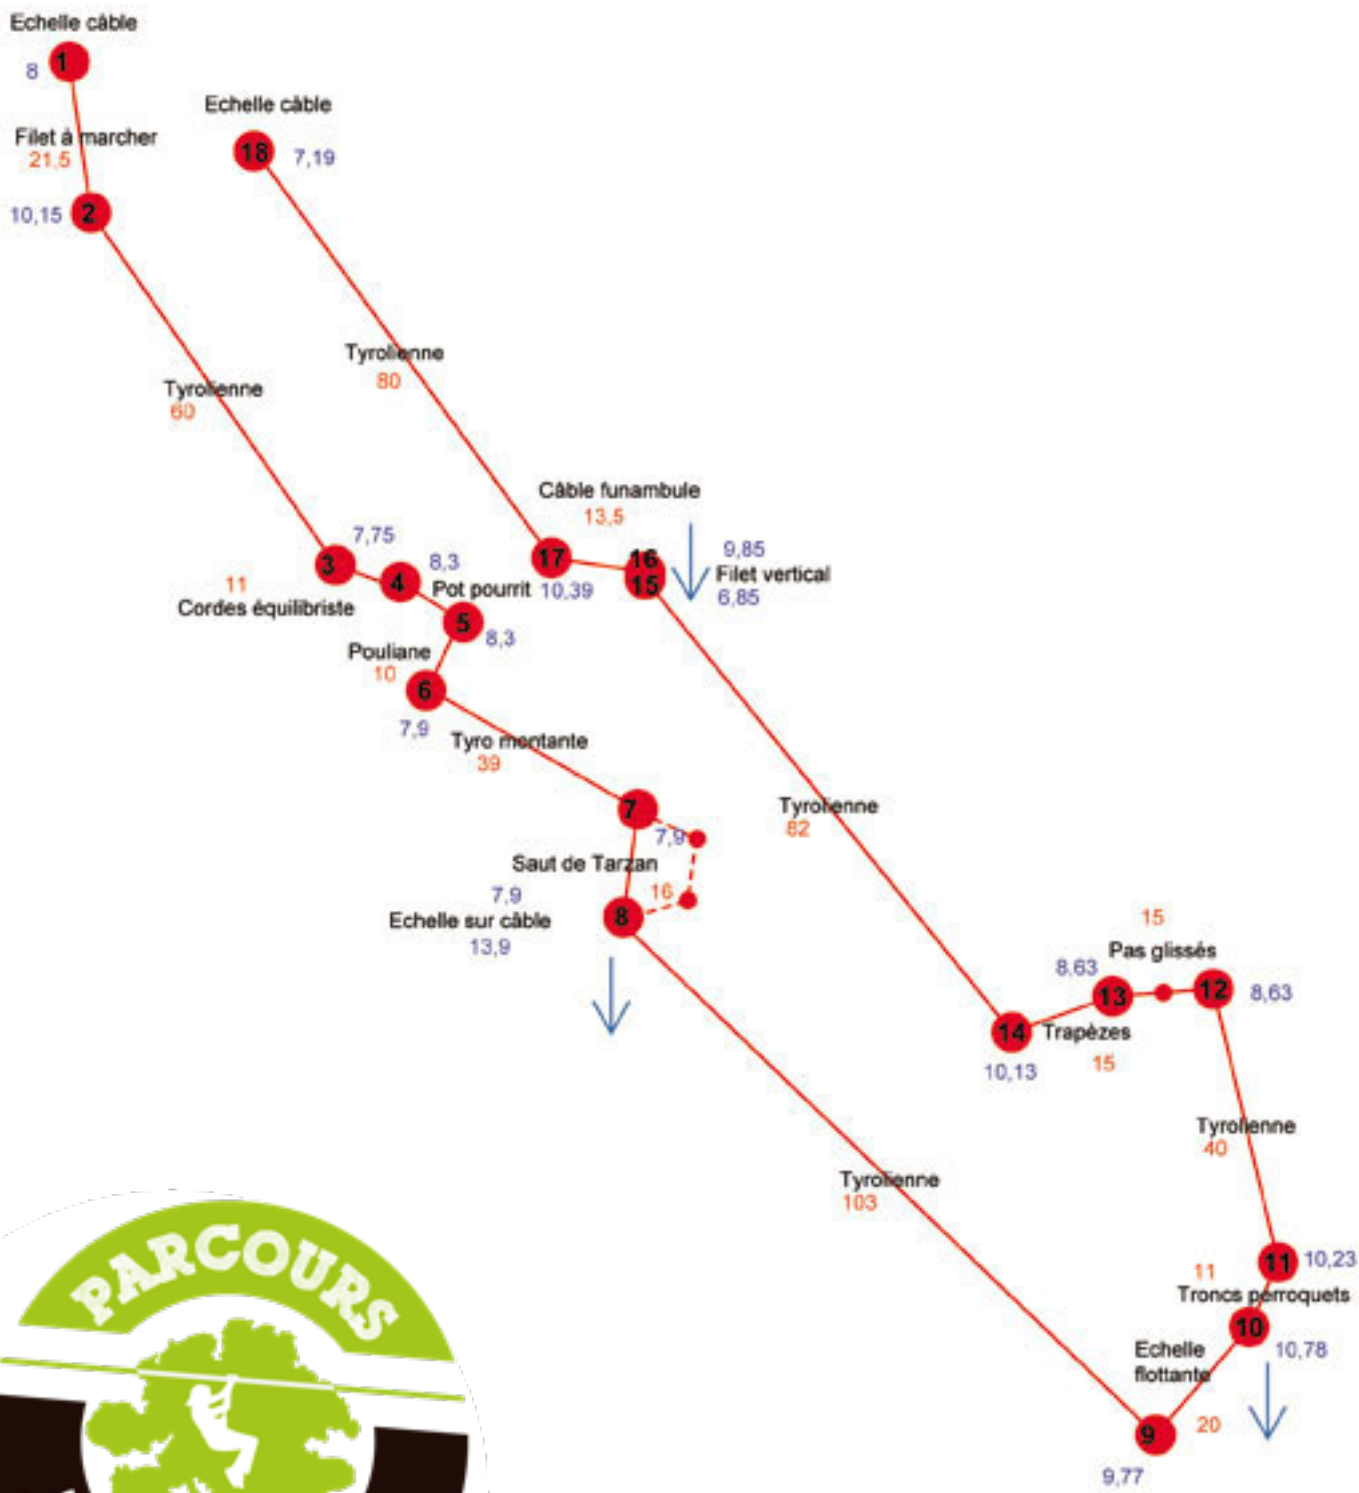 Echelle câble
1
8
Filet à marcher
21,5
2
10,15
Echelle câble
18
7,19
Tyrolienne
80
Tyrolienne
60
Câble funambule
13,5
17
10,39
16
15
9,85
Filet vertical
6,85
3
7,75
4
8,3
11
Cordes équilibriste
Pot pourrit
5
8,3
Pouliane
10
6
7,9
Tyro montante
39
7
7,9
Saut de Tarzan
16
7,9
Echelle sur câble
13,9
8
Tyrolienne
82
15
Pas glissés
8,63
13
12
8,63
14
Trapèzes
10,13
15
Tyrolienne
40
Tyrolienne
103
11
10,23
11
Troncs perroquets
10
10,78
Echelle
flottante
20
9
9,77
PARCOURS